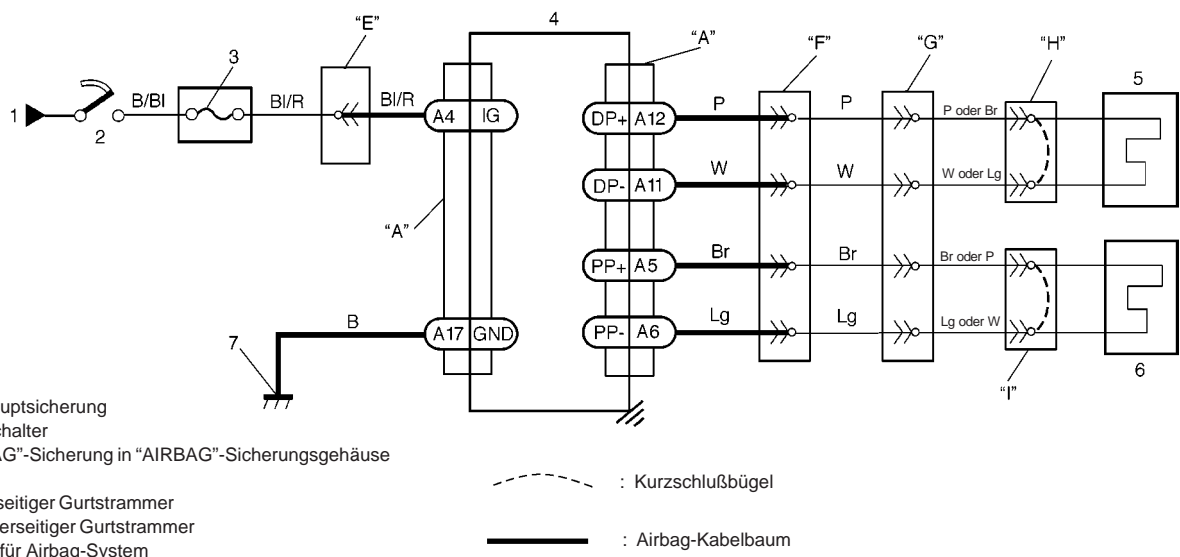 4
"E"
"A"
"F"
"G"
"H"
5
3
B/Bl
Bl/R
Bl/R
P
P
P oder Br
1
2
A4 IG
DP+ A12
W
W
W oder Lg
DP- A11
"A"
Br
Br
Br oder P
PP+ A5
B
Lg
Lg
Lg oder W
A17 GND
PP- A6
7
"I"
6
uptsicherung
chalter
AG"-Sicherung in "AIRBAG"-Sicherungsgehäuse
seitiger Gurtstrammer
erseitiger Gurtstrammer
für Airbag-System
: Kurzschlußbügel
: Airbag-Kabelbaum